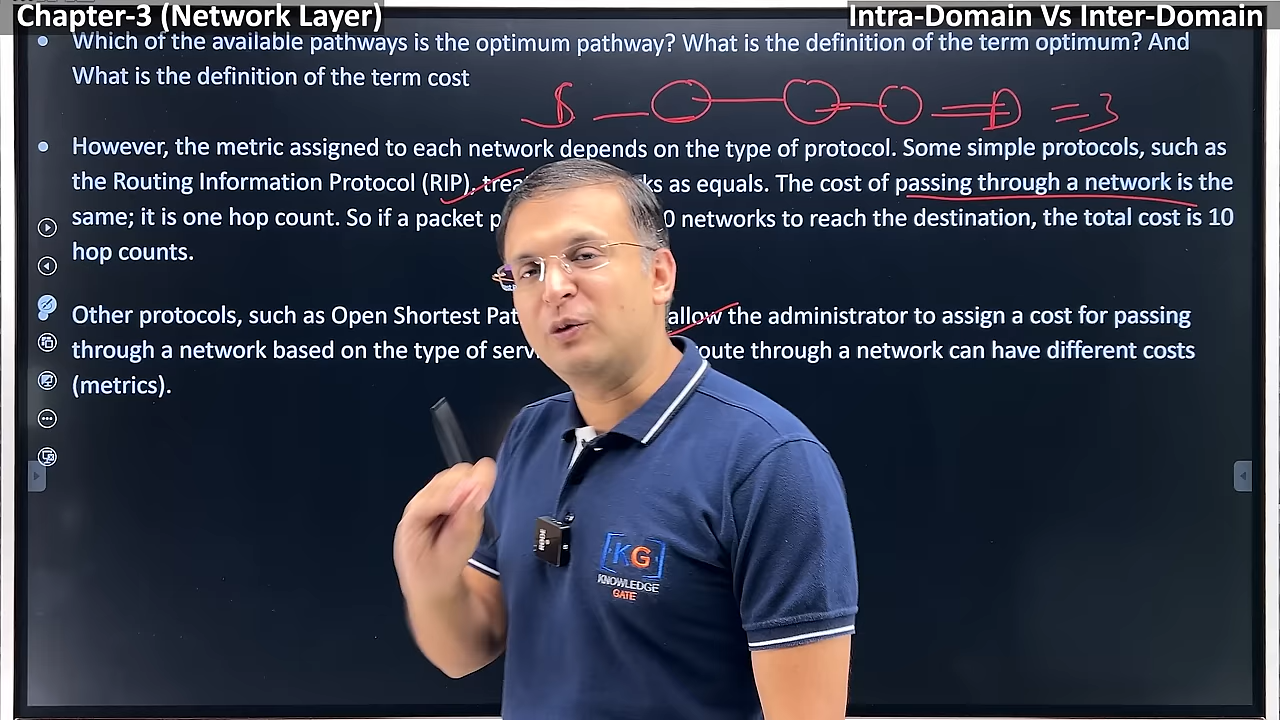 Chapter-3 (Network Layer)
Intra-Domain Vs Inter-Domain
• Which of the available pathways is the optimum pathway? What is the definition of the term optimum? And
What is the definition of the term cost
S D = 3
• However, the metric assigned to each network depends on the type of protocol. Some simple protocols, such as
the Routing Information Protocol (RIP), ks as equals. The cost of passing through a network is the
same; it is one hop count. So if a packet 0 networks to reach the destination, the total cost is 10
hop counts.
Other protocols, such as Open Shortest allow the administrator to assign a cost for passing
through a network based on the type of route through a network can have different costs
(metrics).
RODE
KG
KNOWLEDGE
GATE